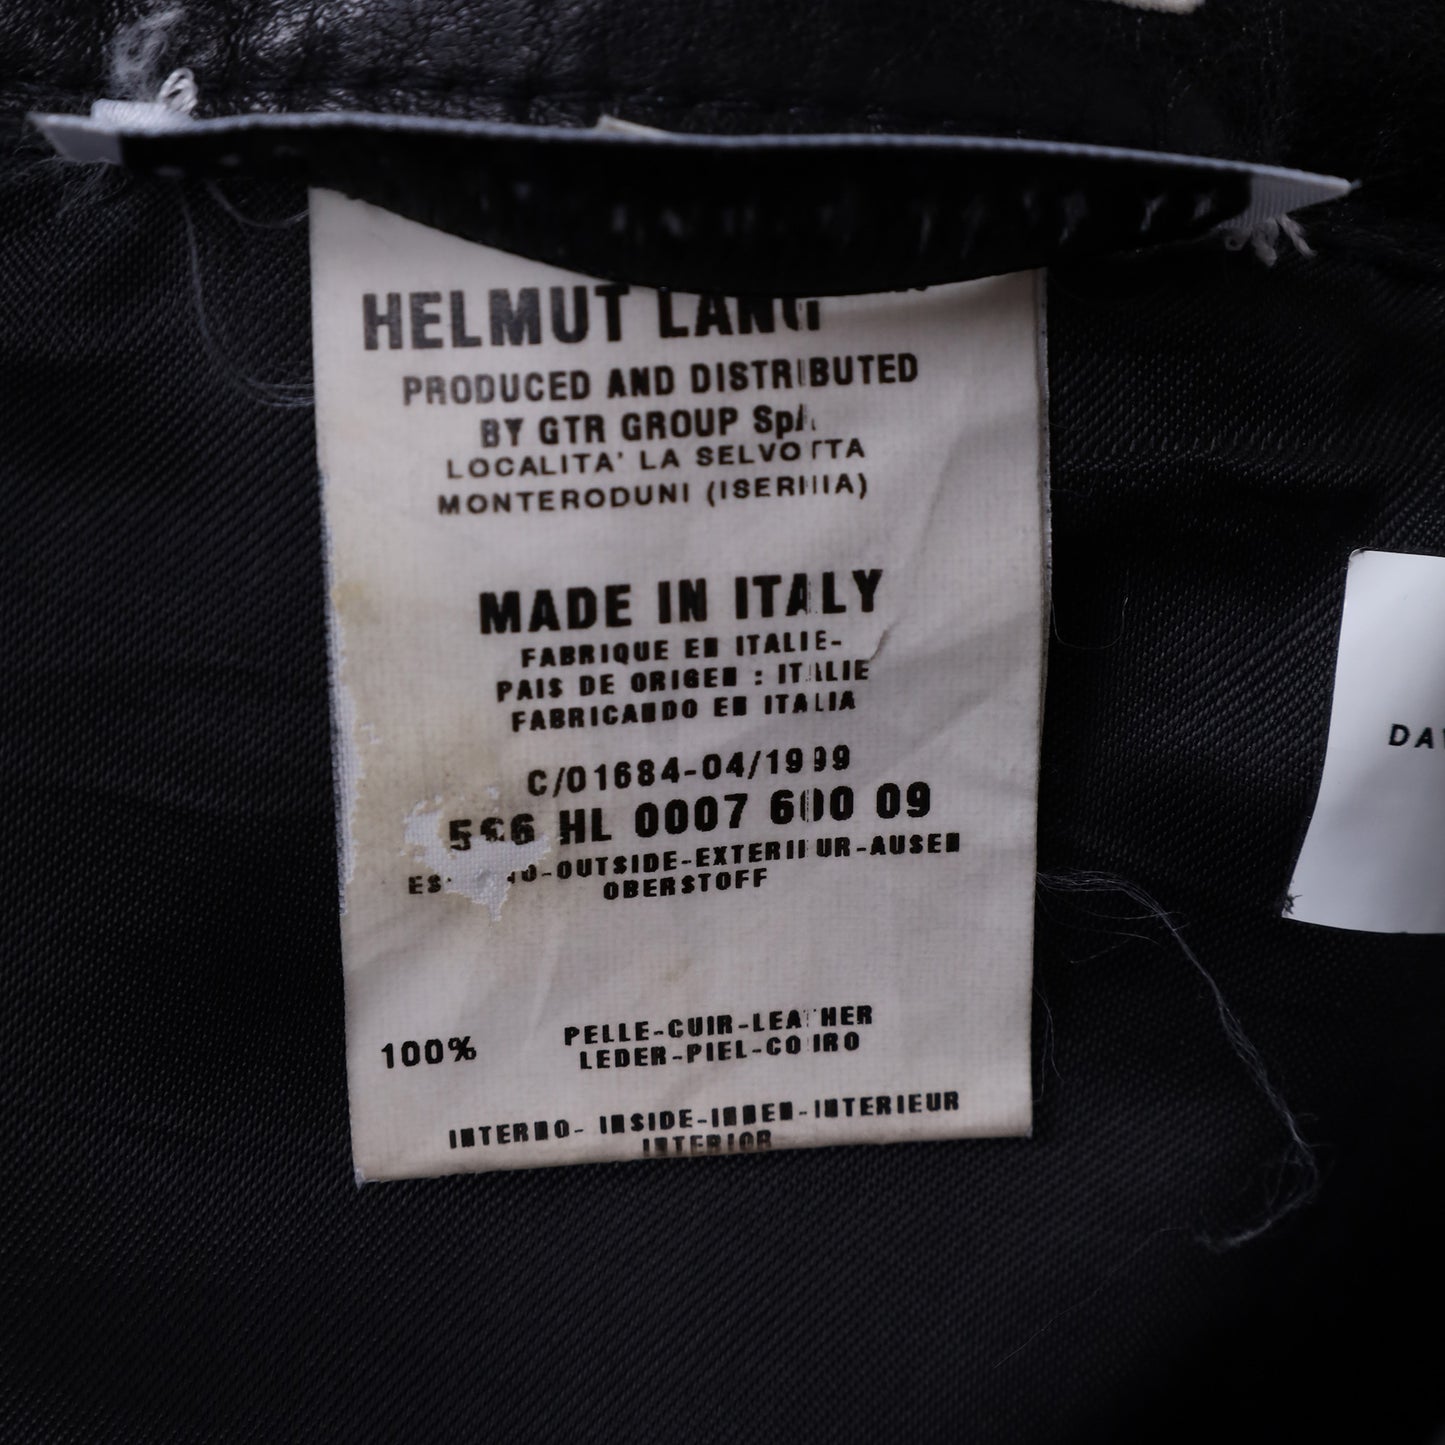 HELMUT LANG
PRODUCED AND DISTRIBUTED
BY GTR GROUP SpA
LOCALITA' LA SELVOTTA
MONTERODUNI (ISERNIA)
MADE IN ITALY
FABRIQUE EN ITALIE-
PAIS DE ORIGEN : ITALIE
FABRICANDO EN ITALIA
C/01684-04/1999
HL 0007 600 09
-OUTSIDE-EXTERIEUR-AUSEN
OBERSTOFF
100% PELLE-CUIR-LEATHER
LEDER-PIEL-COIRO
INTERNO- INSIDE-INNEN-INTERIEUR
INTERIOR